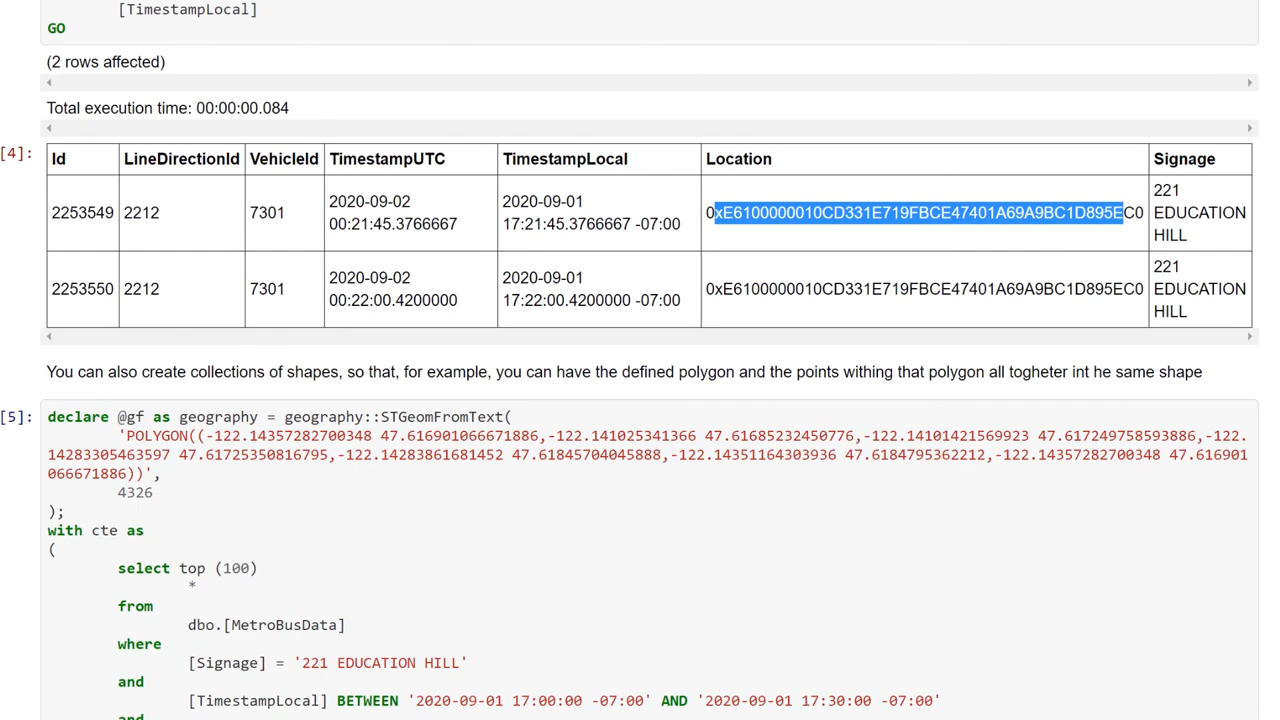 [TimestampLocal]
GO
(2 rows affected)
Total execution time: 00:00:00.084
[4]:
Id LineDirectionId VehicleId TimestampUTC TimestampLocal Location Signage
2253549 2212 7301 2020-09-02 00:21:45.3766667 2020-09-01 17:21:45.3766667 -07:00 0xE6100000010CD331E719FBCE47401A69A9BC1D895EC0 221 EDUCATION HILL
2253550 2212 7301 2020-09-02 00:22:00.4200000 2020-09-01 17:22:00.4200000 -07:00 0xE6100000010CD331E719FBCE47401A69A9BC1D895EC0 221 EDUCATION HILL
You can also create collections of shapes, so that, for example, you can have the defined polygon and the points withing that polygon all togheter int he same shape
[5]:
declare @gf as geography = geography::STGeomFromText(
'POLYGON((-122.14357282700348 47.616901066671886,-122.141025341366 47.61685232450776,-122.14101421569923 47.617249758593886,-122.
14283305463597 47.61725350816795,-122.14283861681452 47.61845704045888,-122.14351164303936 47.6184795362212,-122.14357282700348 47.616901
066671886))',
4326
);
with cte as
(
select top (100)
*
from
dbo.[MetroBusData]
where
[Signage] = '221 EDUCATION HILL'
and
[TimestampLocal] BETWEEN '2020-09-01 17:00:00 -07:00' AND '2020-09-01 17:30:00 -07:00'
and